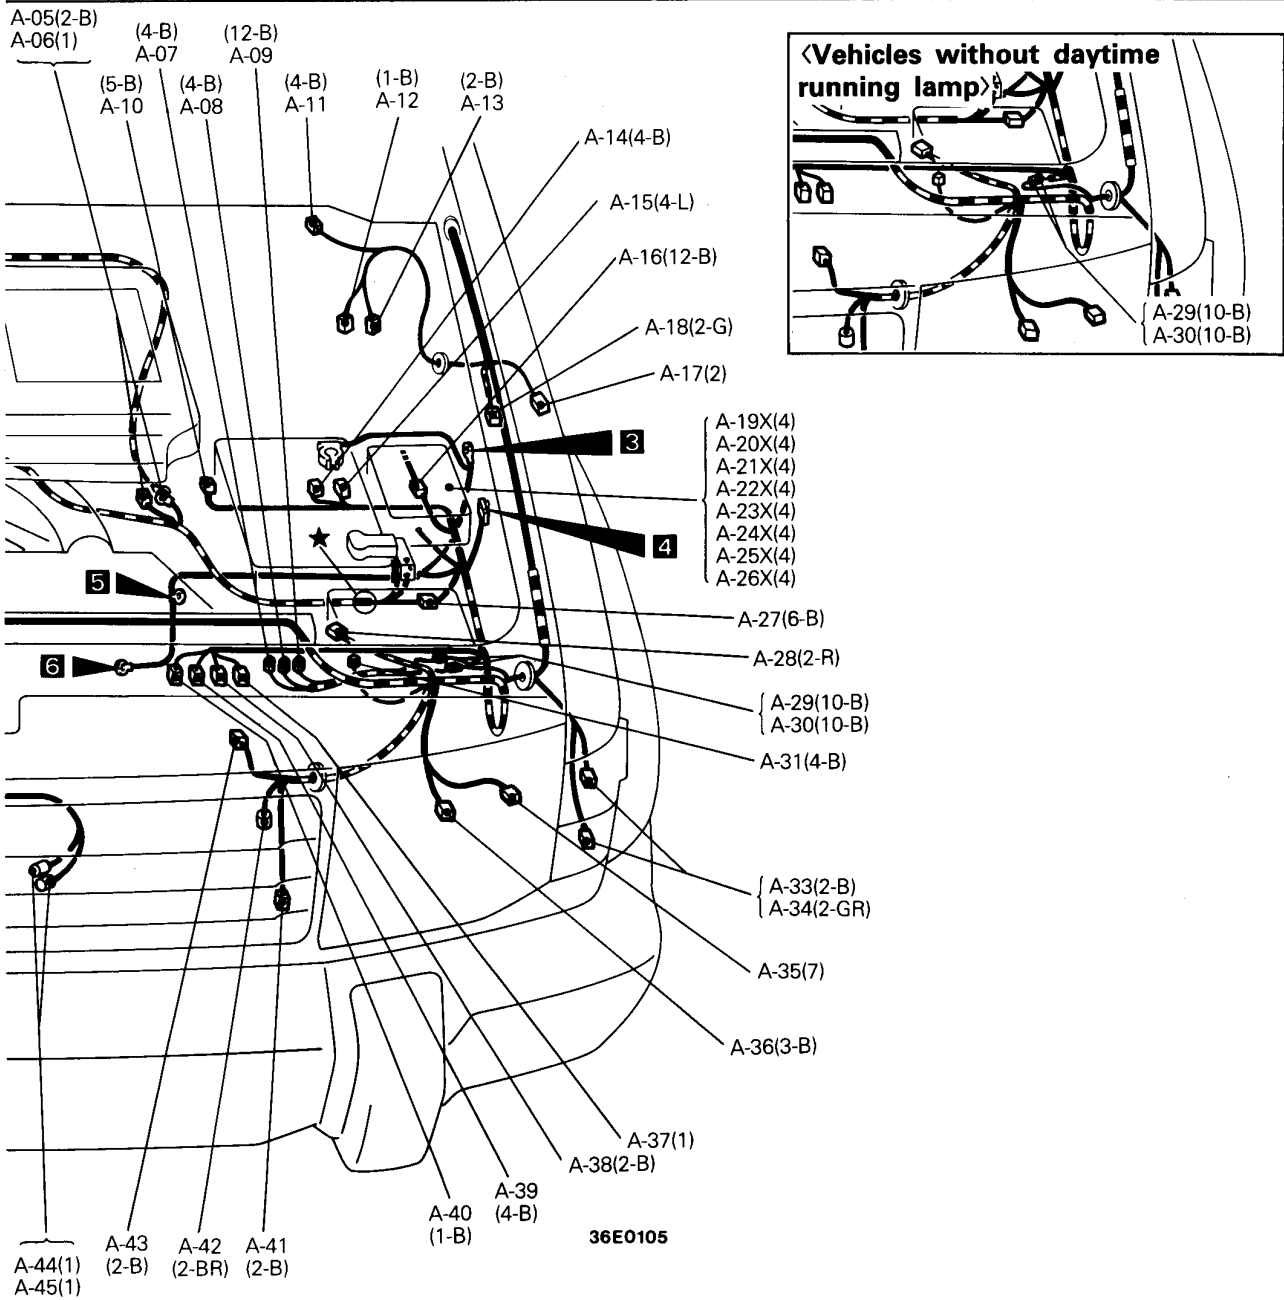 A-05(2-B)
A-06(1)
(4-B)
A-07
(12-B)
A-09
(5-B)
A-10
(4-B)
A-08
(4-B)
A-11
(1-B)
A-12
(2-B)
A-13
〈Vehicles without daytime
running lamp〉
A-29(10-B)
A-30(10-B)
A-14(4-B)
A-15(4-L)
A-16(12-B)
A-18(2-G)
A-17(2)
3
A-19X(4)
A-20X(4)
A-21X(4)
A-22X(4)
A-23X(4)
A-24X(4)
A-25X(4)
A-26X(4)
4
5
A-27(6-B)
6
A-28(2-R)
A-29(10-B)
A-30(10-B)
A-31(4-B)
A-33(2-B)
A-34(2-GR)
A-35(7)
A-36(3-B)
A-37(1)
A-38(2-B)
A-39
(4-B)
A-40
(1-B)
36E0105
A-41
(2-B)
A-42
(2-BR)
A-43
(2-B)
A-44(1)
A-45(1)